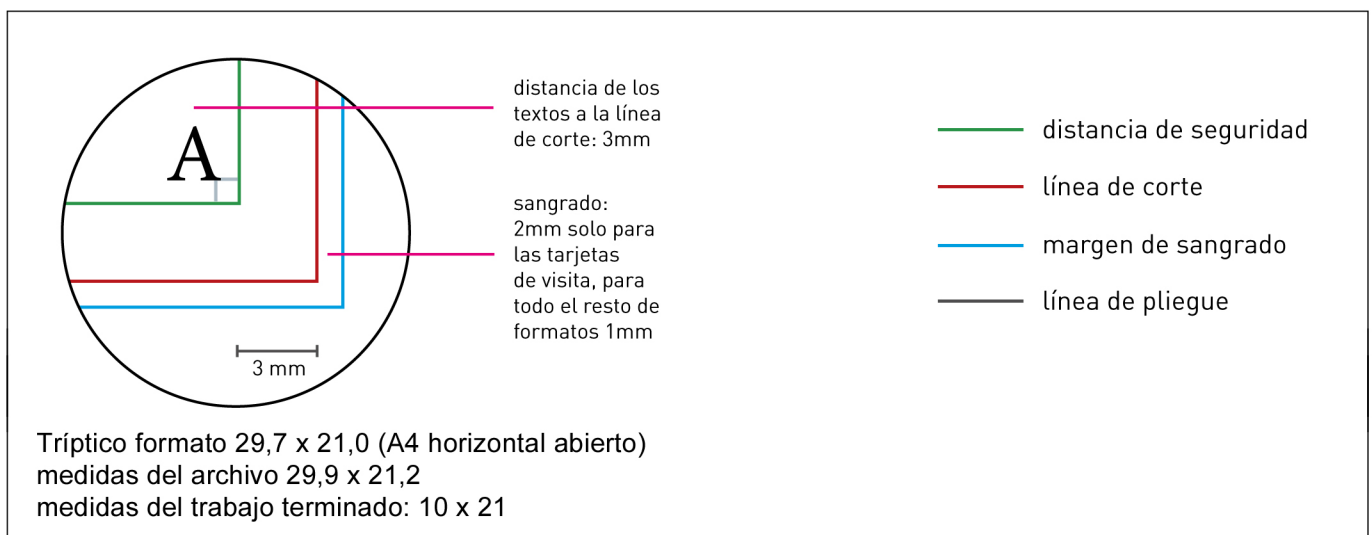 distancia de los
textos a la línea
de corte: 3mm
A
sangrado:
2mm solo para
las tarjetas
de visita, para
todo el resto de
formatos 1mm
3 mm
distancia de seguridad
línea de corte
margen de sangrado
línea de pliegue
Tríptico formato 29,7 x 21,0 (A4 horizontal abierto)
medidas del archivo 29,9 x 21,2
medidas del trabajo terminado: 10 x 21